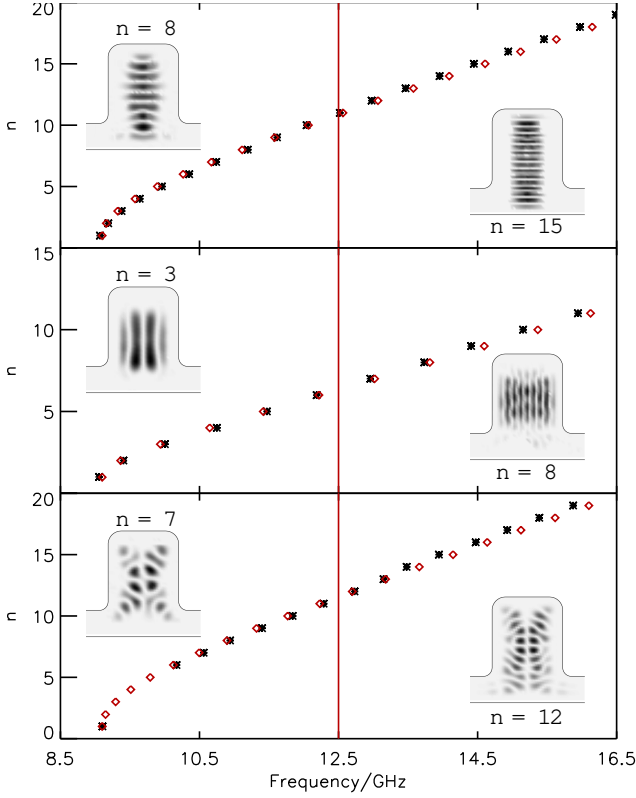 20
n = 8
15
n
10
5
n = 15
15
n = 3
10
n
5
n = 8
20
n = 7
15
n
10
5
n = 12
0
8.5 10.5 12.5 14.5 16.5
Frequency/GHz